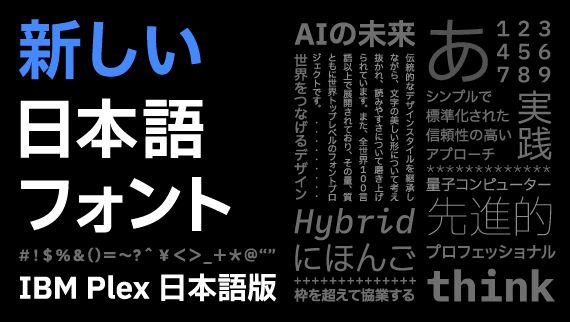 新しい
日本語
フォント
#!$%&()=~?^¥<>_+*@“”
IBM Plex 日本語版
AIの未来
世界をつなげるデザイン
伝統的なデザインスタイルを継承し
ながら、文字の美しい形について考え
抜かれ、読みやすさについて磨き上げ
られています。また、全世界100言
語以上で展開されており、その量、質
ともに世界トップレベルのフォントプロ
ジェクトです。
Hybrid
にほんご
++++++++++++++
枠を超えて協業する
あ
1 2 3
4 5 6
7 8 9
シンプルで
標準化された
信頼性の高い
アプローチ
実践
************
量子コンピューター
先進的
プロフェッショナル
think